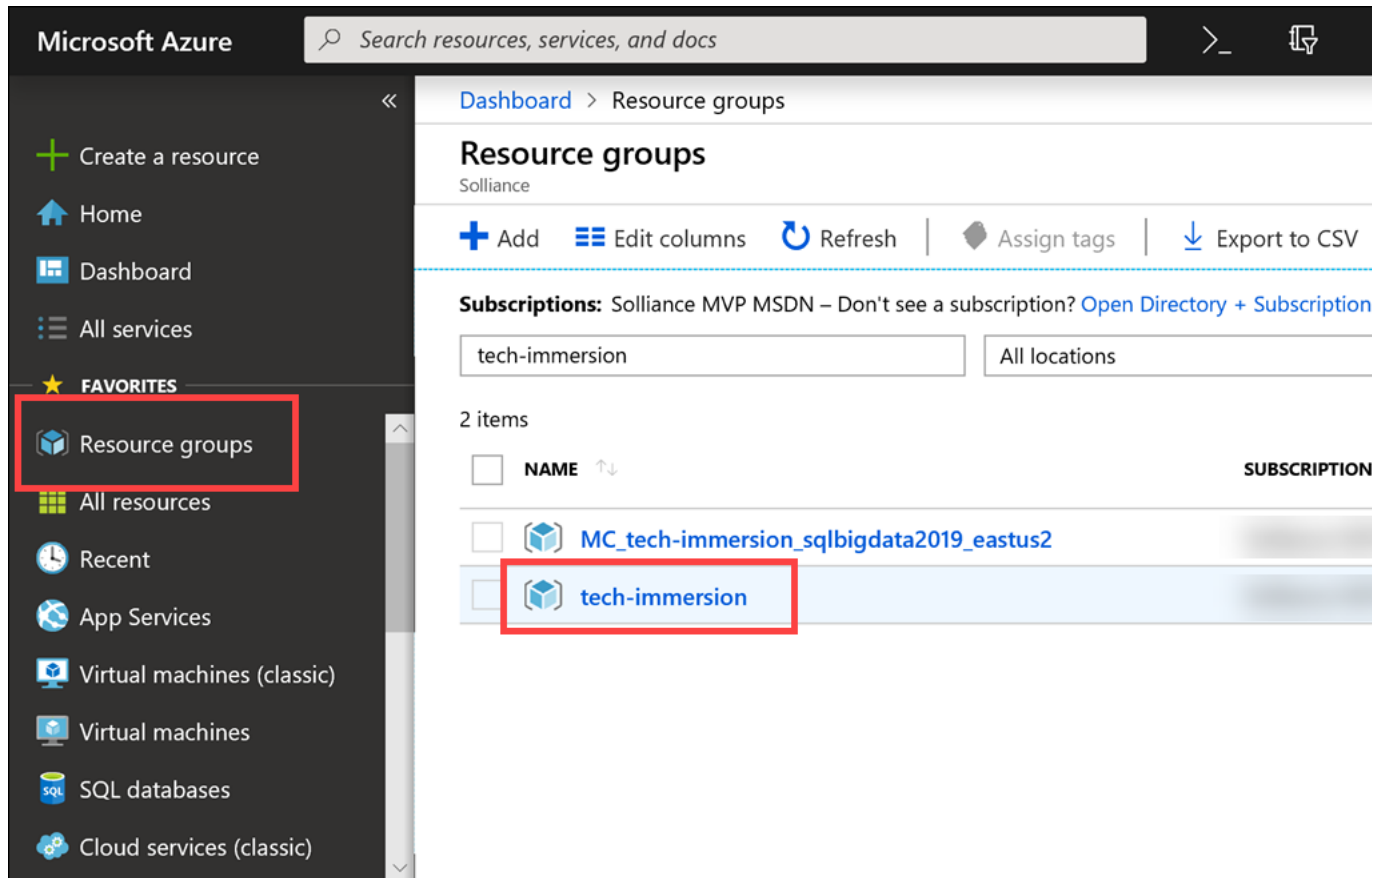 Microsoft Azure
Search resources, services, and docs
Dashboard > Resource groups
Create a resource
Home
Dashboard
All services
FAVORITES
Resource groups
All resources
Recent
App Services
Virtual machines (classic)
Virtual machines
SQL databases
SQL
Cloud services (classic)
Resource groups
Solliance
Add
Edit columns
Refresh
Assign tags
Export to CSV
Subscriptions: Solliance MVP MSDN – Don't see a subscription? Open Directory + Subscription
tech-immersion
All locations
2 items
NAME
SUBSCRIPTION
MC_tech-immersion_sqlbigdata2019_eastus2
tech-immersion